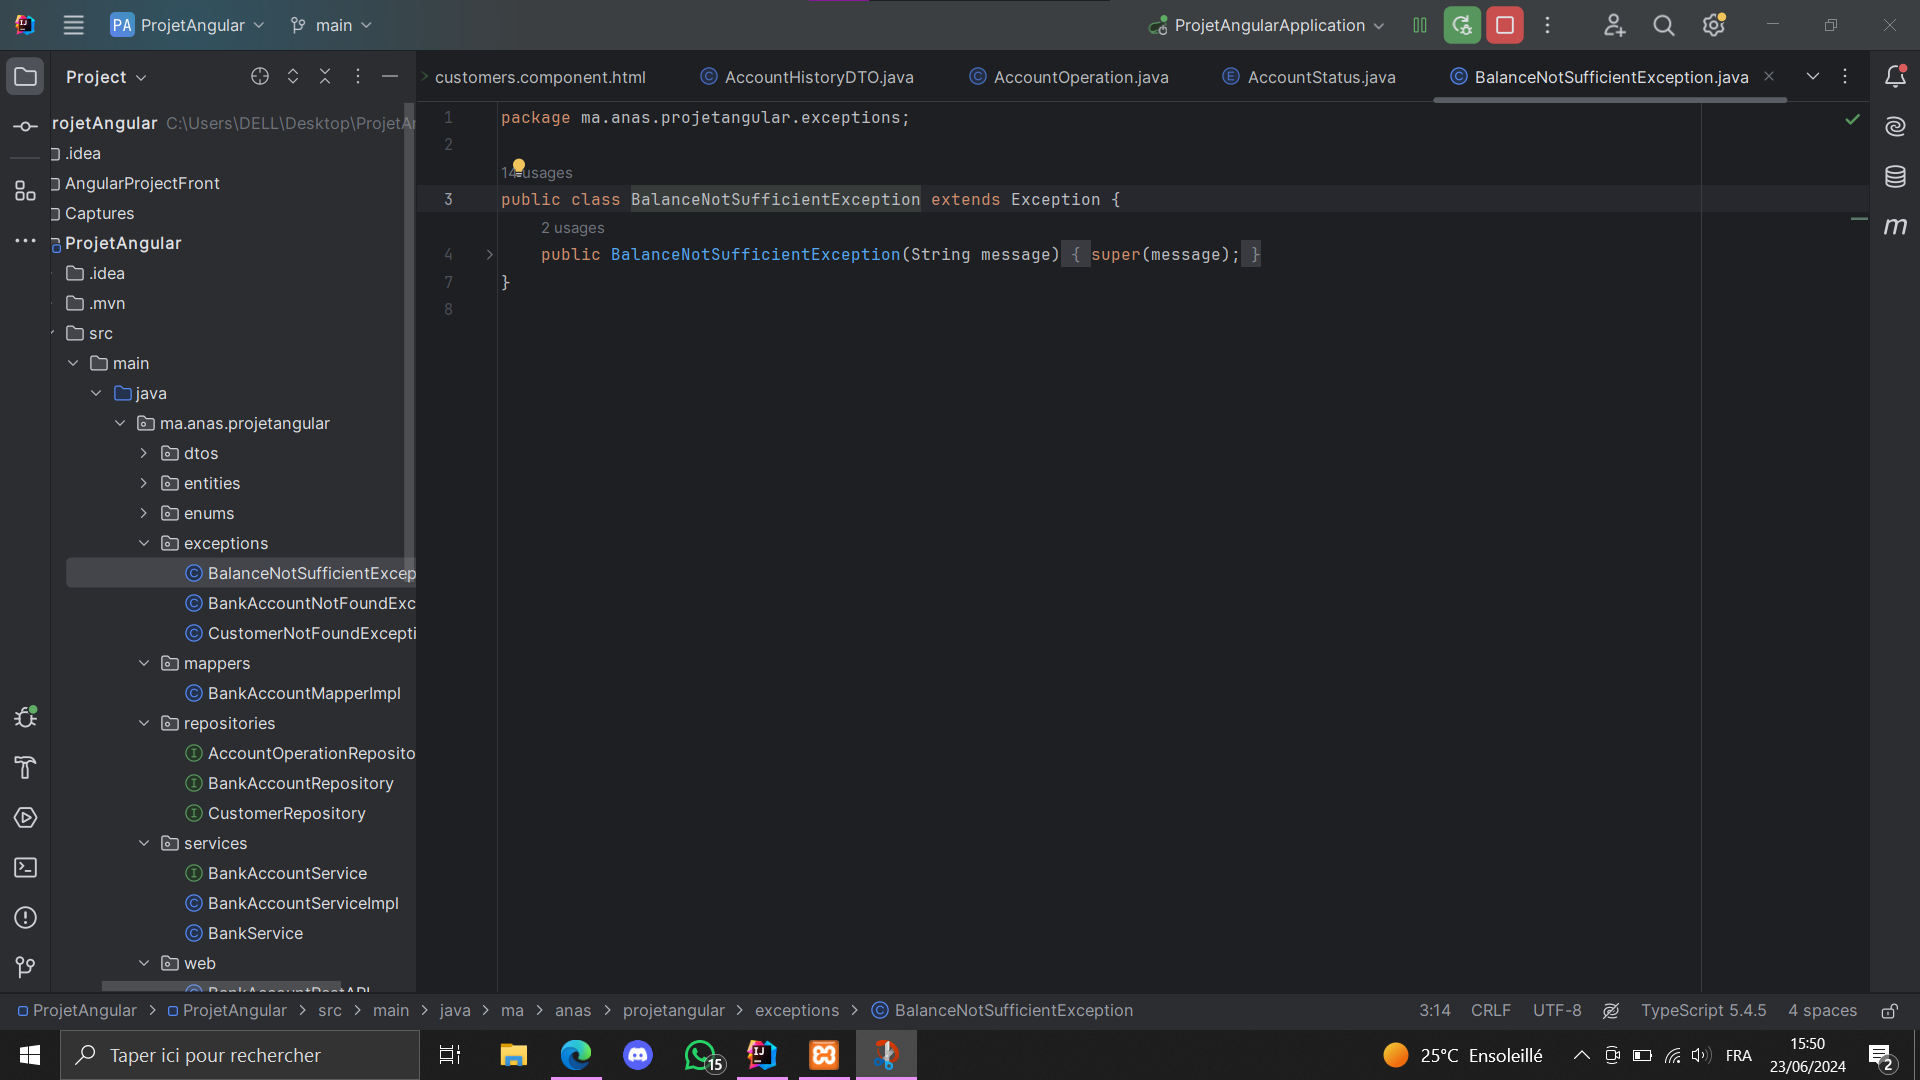 PA ProjetAngular main ProjetAngularApplication
Project
customers.component.html AccountHistoryDTO.java AccountOperation.java AccountStatus.java BalanceNotSufficientException.java
rojetAngular C:\Users\DELL\Desktop\ProjetAn
.idea
AngularProjectFront
Captures
ProjetAngular
.idea
.mvn
src
main
java
ma.anas.projetangular
dtos
entities
enums
exceptions
BalanceNotSufficientExcep
BankAccountNotFoundExc
CustomerNotFoundExcepti
mappers
BankAccountMapperImpl
repositories
AccountOperationReposito
BankAccountRepository
CustomerRepository
services
BankAccountService
BankAccountServiceImpl
BankService
web
BankAccountRestAPI
1 package ma.anas.projetangular.exceptions;
2
14 usages
3 public class BalanceNotSufficientException extends Exception {
2 usages
4 public BalanceNotSufficientException(String message) { super(message); }
7 }
8
m
ProjetAngular ProjetAngular src main java ma anas projetangular exceptions BalanceNotSufficientException 3:14 CRLF UTF-8 TypeScript 5.4.5 4 spaces
Taper ici pour rechercher 15 25°C Ensoleillé FRA 15:50
23/06/2024 2